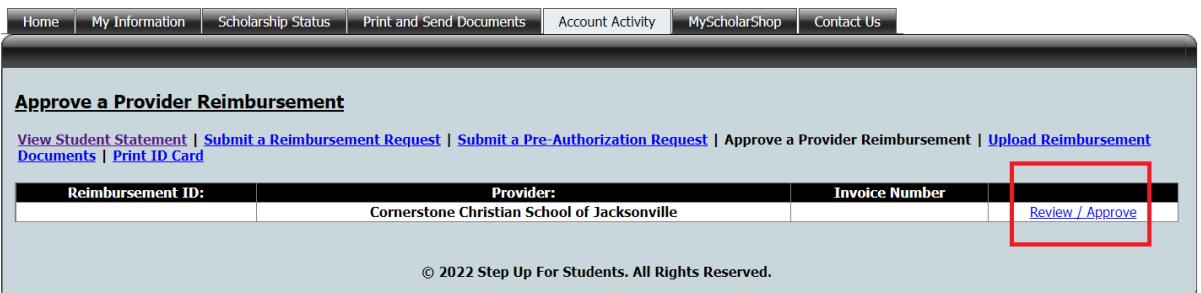 Home My Information Scholarship Status Print and Send Documents Account Activity MyScholarShop Contact Us
Approve a Provider Reimbursement
View Student Statement | Submit a Reimbursement Request | Submit a Pre-Authorization Request | Approve a Provider Reimbursement | Upload Reimbursement
Documents | Print ID Card
Reimbursement ID: Provider: Invoice Number
Cornerstone Christian School of Jacksonville Review / Approve
© 2022 Step Up For Students. All Rights Reserved.